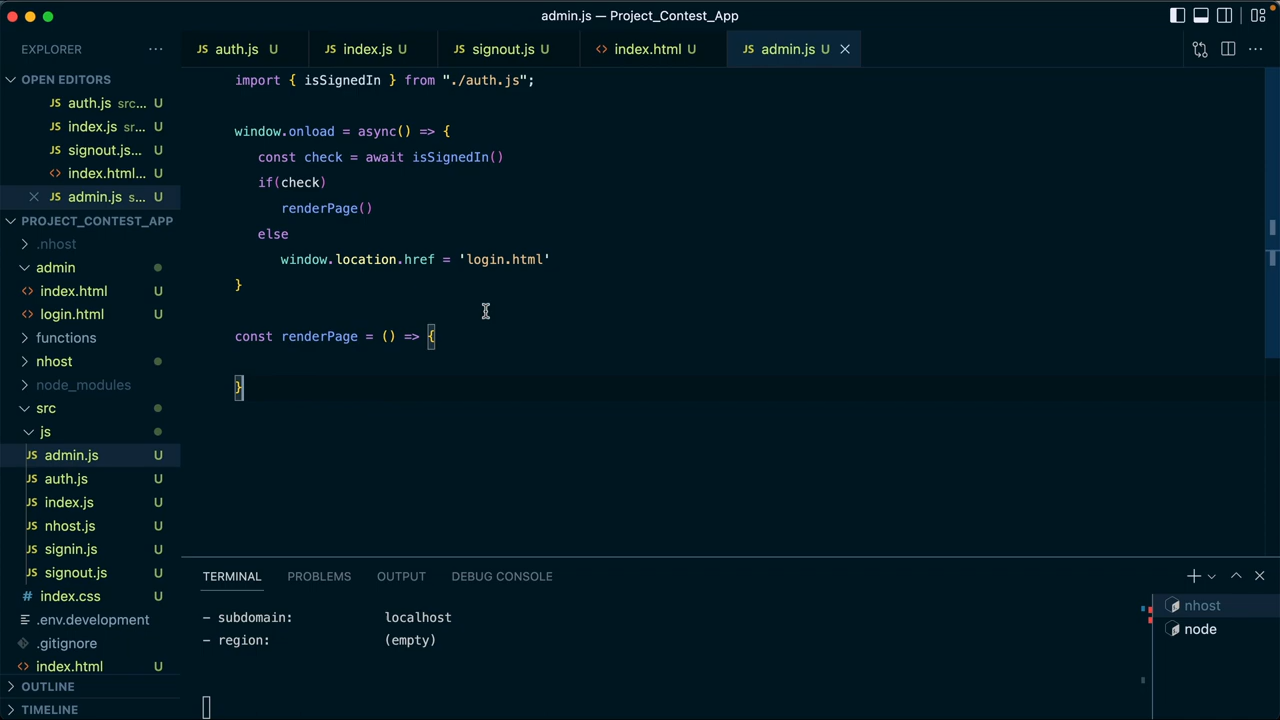 admin.js — Project_Contest_App
EXPLORER
auth.js U
index.js U
signout.js U
index.html U
admin.js U
OPEN EDITORS
auth.js src... U
index.js sr... U
signout.js... U
index.html... U
admin.js s... U
PROJECT_CONTEST_APP
.nhost
admin
index.html U
login.html U
functions
nhost
node_modules
src
js
admin.js U
auth.js U
index.js U
nhost.js U
signin.js U
signout.js U
index.css U
.env.development U
.gitignore U
index.html U
OUTLINE
TIMELINE
import { isSignedIn } from "./auth.js";
window.onload = async() => {
const check = await isSignedIn()
if(check)
renderPage()
else
window.location.href = 'login.html'
}
const renderPage = () => {
}
TERMINAL PROBLEMS OUTPUT DEBUG CONSOLE
- subdomain: localhost
- region: (empty)
nhost
node